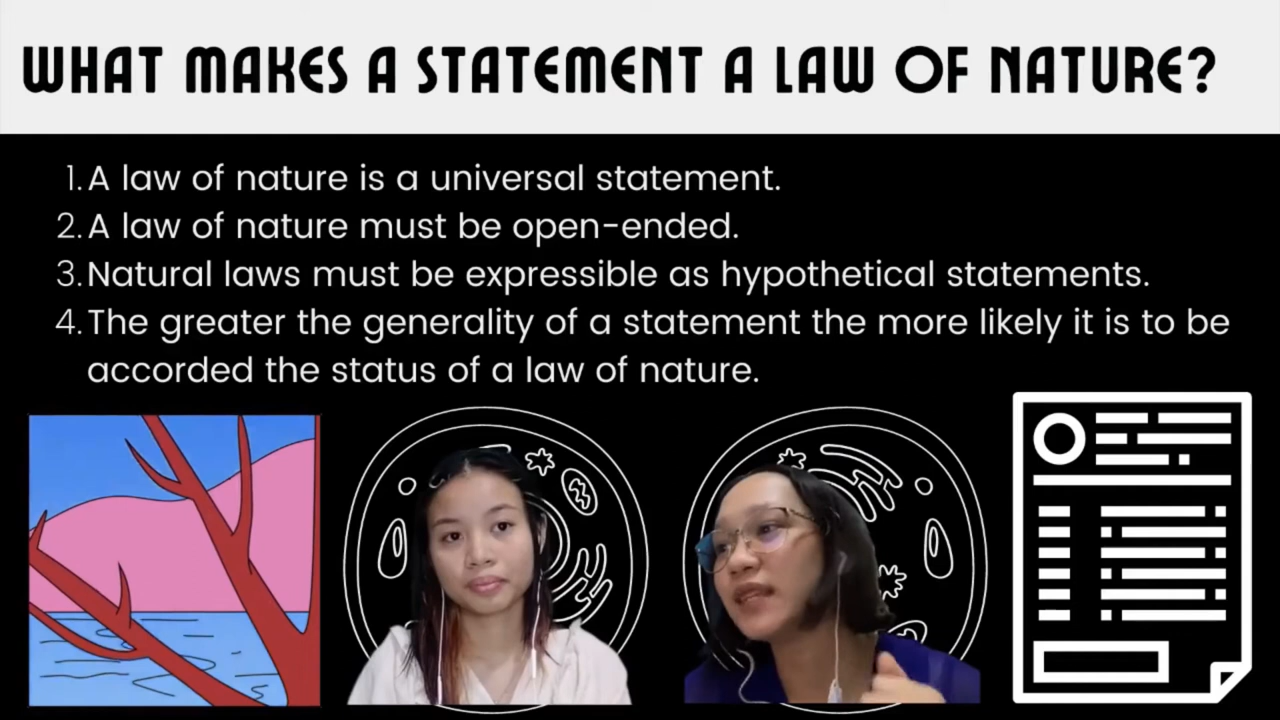 WHAT MAKES A STATEMENT A LAW OF NATURE?
1. A law of nature is a universal statement.
2. A law of nature must be open-ended.
3. Natural laws must be expressible as hypothetical statements.
4. The greater the generality of a statement the more likely it is to be
accorded the status of a law of nature.